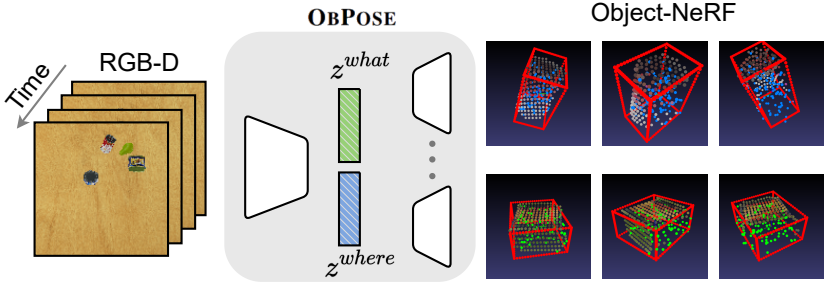 OBPOSE
Object-NeRF
RGB-D
Time
z^what
z^where